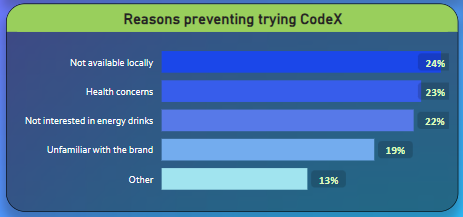 Reasons preventing trying CodeX
Not available locally 24%
Health concerns 23%
Not interested in energy drinks 22%
Unfamiliar with the brand 19%
Other 13%